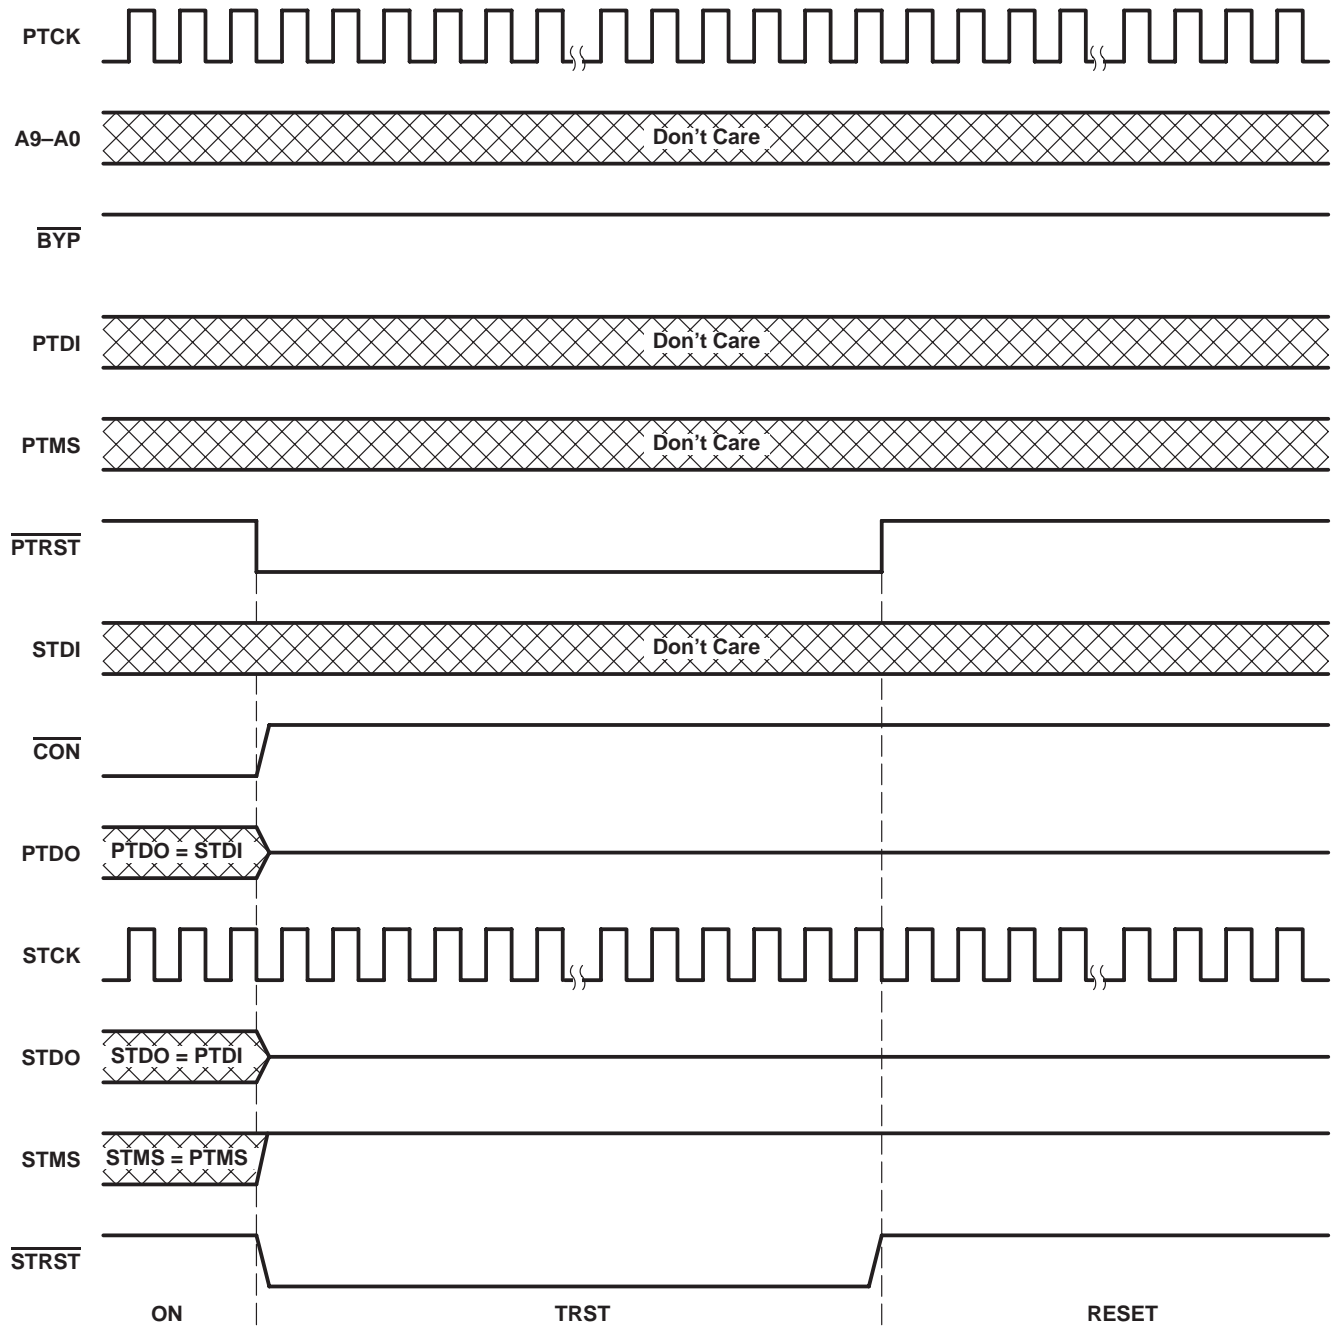 PTCK
A9–A0
Don't Care
BYP
PTDI
Don't Care
PTMS
Don't Care
PTRST
STDI
Don't Care
CON
PTDO
PTDO = STDI
STCK
STDO
STDO = PTDI
STMS
STMS = PTMS
STRST
ON
TRST
RESET